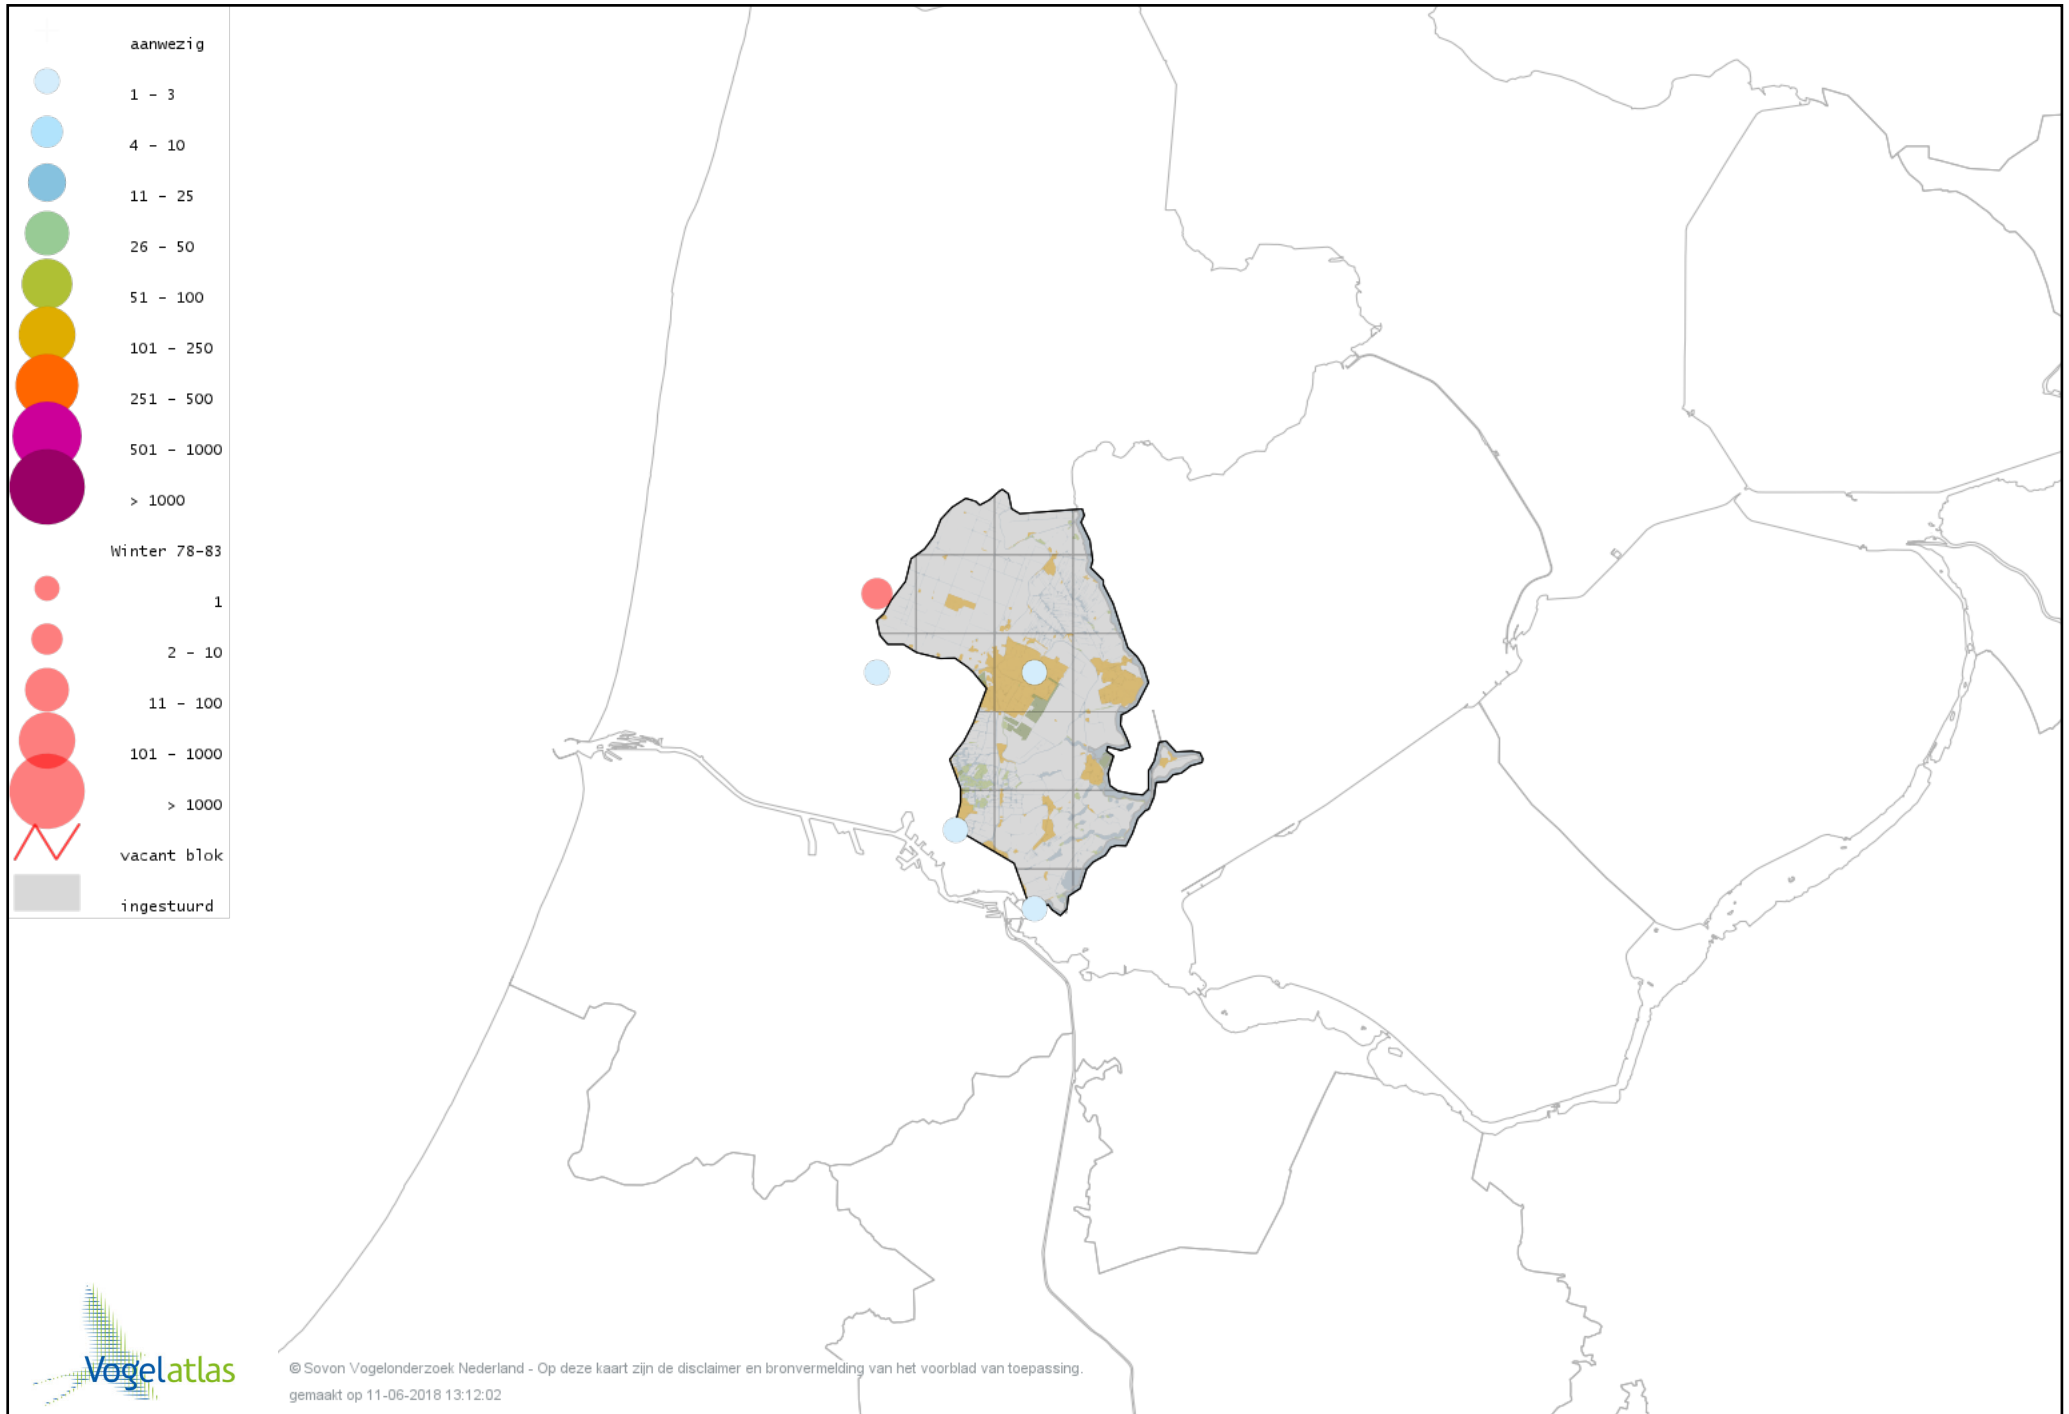 aanwezig
1 - 3
4 - 10
11 - 25
26 - 50
51 - 100
101 - 250
251 - 500
501 - 1000
> 1000
Winter 78-83
1
2 - 10
11 - 100
101 - 1000
> 1000
vacant blok
ingestuurd
Vogelatlas
© Sovon Vogelonderzoek Nederland - Op deze kaart zijn de disclaimer en bronvermelding van het voorblad van toepassing.
gemaakt op 11-06-2018 13:12:02